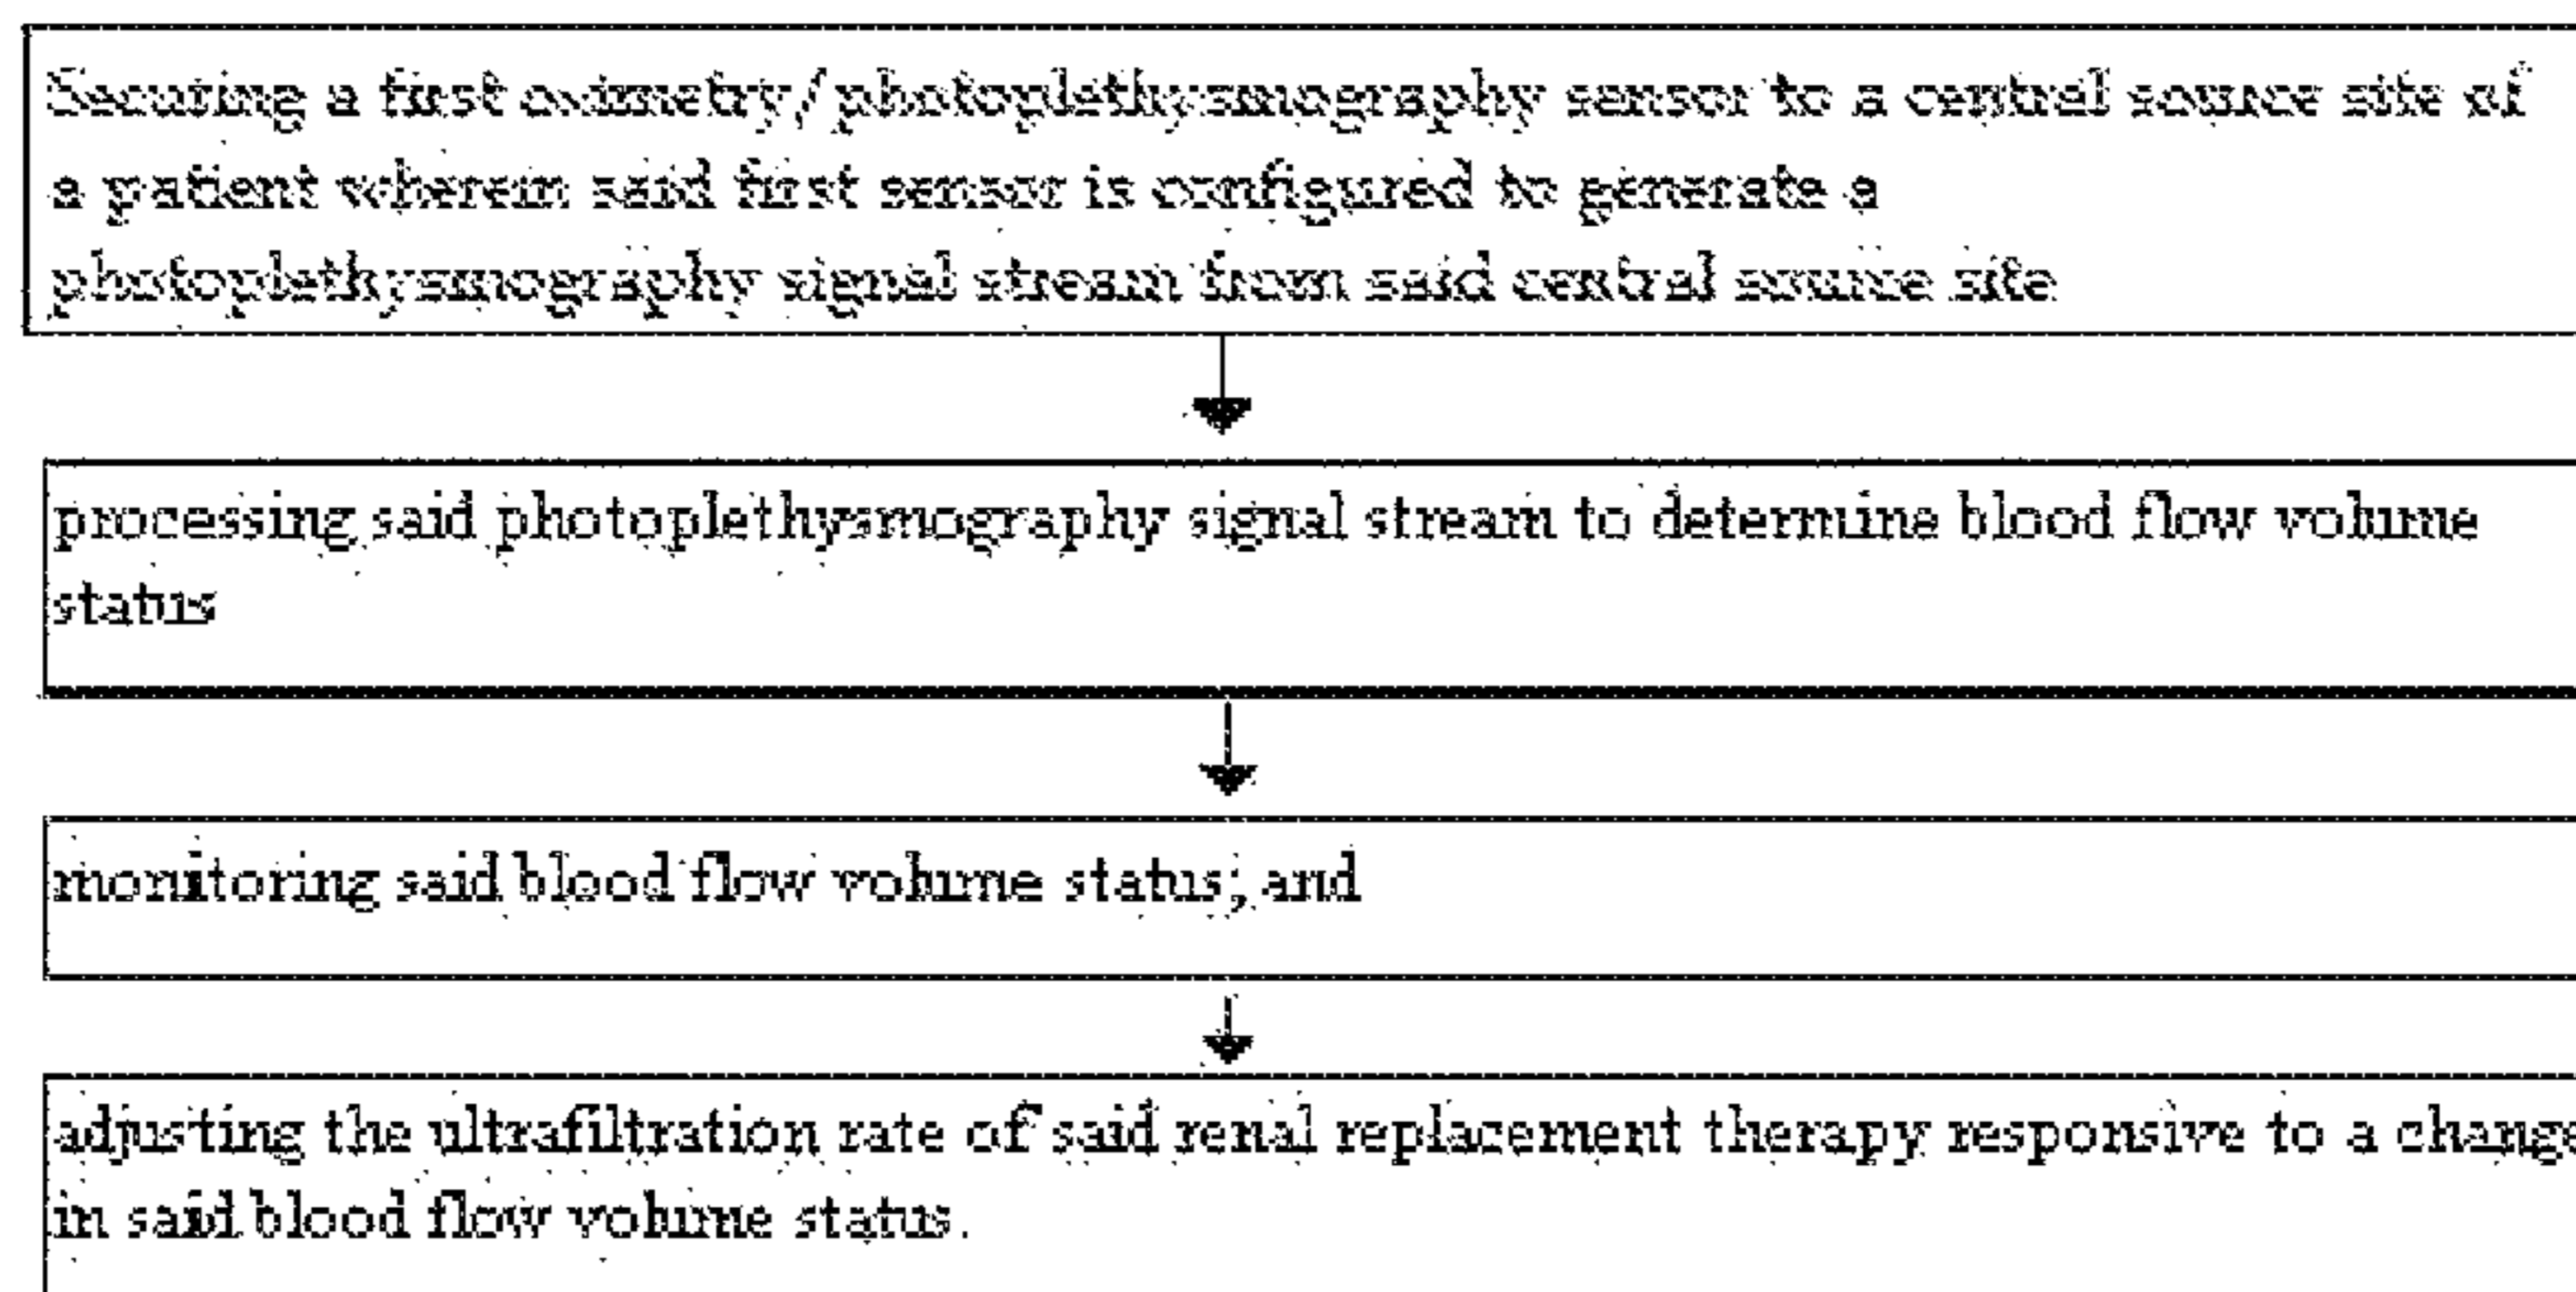 Securing a first oximetry/photoplethysmography sensor to a central source site of
a patient wherein said first sensor is configured to generate a
photoplethysmography signal stream from said central source site
processing said photoplethysmography signal stream to determine blood flow volume
status
monitoring said blood flow volume status; and
adjusting the ultrafiltration rate of said renal replacement therapy responsive to a change
in said blood flow volume status.